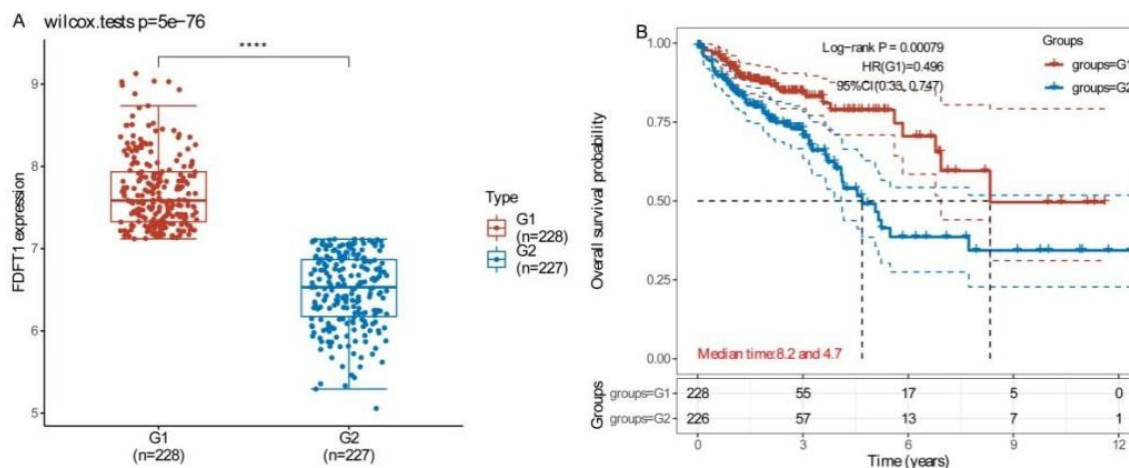 A
wilcox.tests p=5e−76
****
FDFT1 expression
9
8
7
6
5
G1
(n=228)
G2
(n=227)
Type
G1
(n=228)
G2
(n=227)
B
Log−rank P = 0.00079
HR(G1)=0.496
95%CI(0.33, 0.747)
Groups
groups=G1
groups=G2
Overall survival probability
1.00
0.75
0.50
0.25
0.00
Median time:8.2 and 4.7
Groups
groups=G1 228 55 17 5 0
groups=G2 226 57 13 7 1
0 3 6 9 12
Time (years)